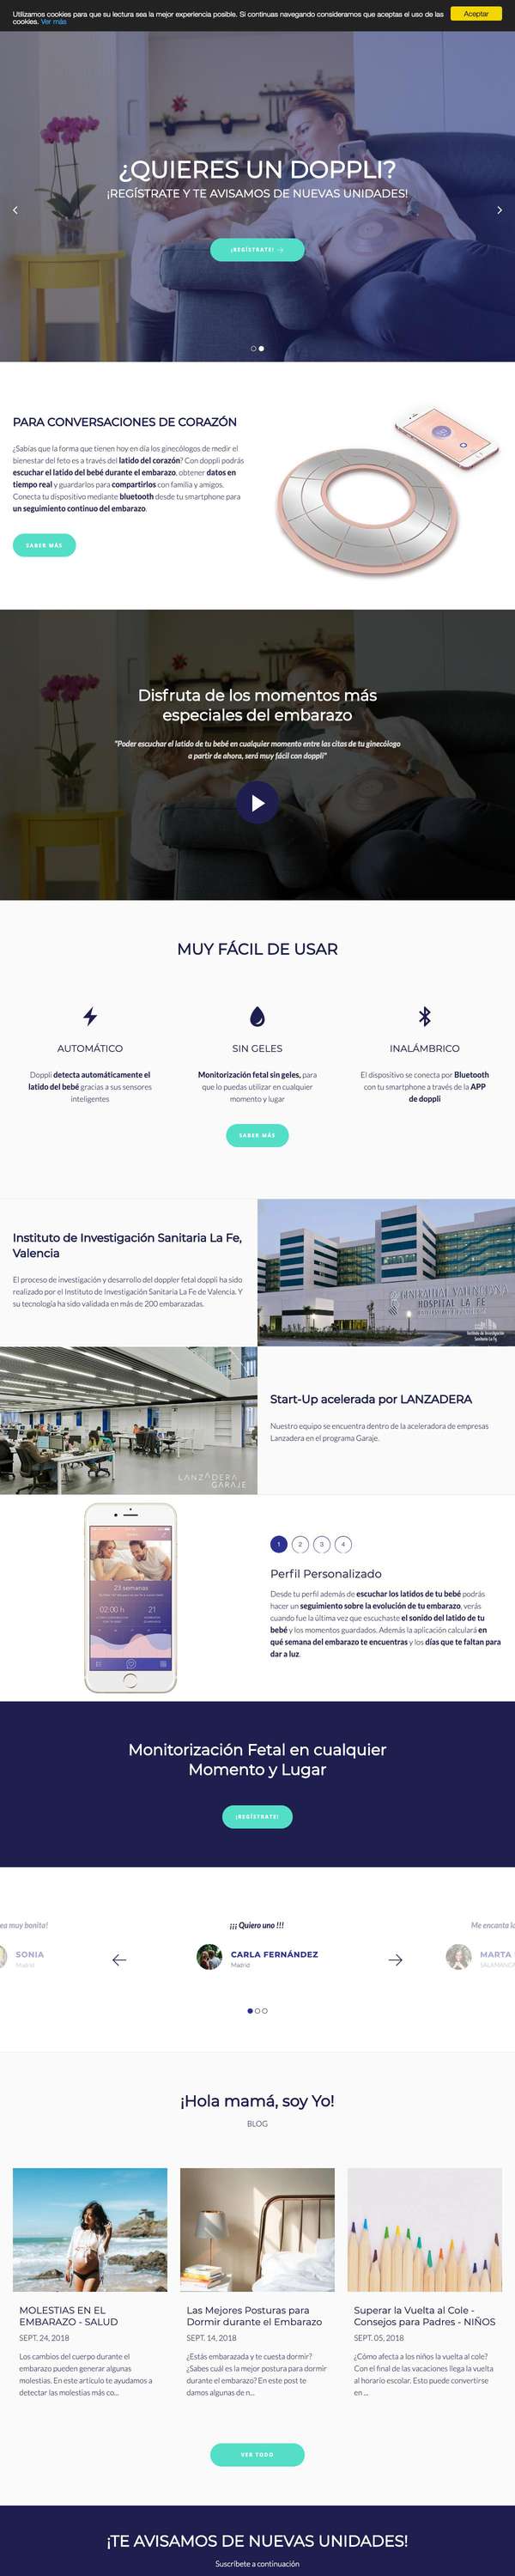 Utilizamos cookies para que su lectura sea la mejor experiencia posible. Si continuas navegando consideramos que aceptas el uso de las
cookies. Ver más
Aceptar
¿QUIERES UN DOPPLI?
¡REGÍSTRATE Y TE AVISAMOS DE NUEVAS UNIDADES!
¡REGÍSTRATE! →
PARA CONVERSACIONES DE CORAZÓN
¿Sabías que la forma que tienen hoy en día los ginecólogos de medir el
bienestar del feto es a través del latido del corazón? Con doppli podrás
escuchar el latido del bebé durante el embarazo, obtener datos en
tiempo real y guardarlos para compartirlos con familia y amigos.
Conecta tu dispositivo mediante bluetooth desde tu smartphone para
un seguimiento continuo del embarazo.
SABER MÁS
Disfruta de los momentos más
especiales del embarazo
"Poder escuchar el latido de tu bebé en cualquier momento entre las citas de tu ginecólogo
a partir de ahora, será muy fácil con doppli"
MUY FÁCIL DE USAR
AUTOMÁTICO
Doppli detecta automáticamente el
latido del bebé gracias a sus sensores
inteligentes
SIN GELES
Monitorización fetal sin geles, para
que lo puedas utilizar en cualquier
momento y lugar
INALÁMBRICO
El dispositivo se conecta por Bluetooth
con tu smartphone a través de la APP
de doppli
SABER MÁS
Instituto de Investigación Sanitaria La Fe,
Valencia
El proceso de investigación y desarrollo del doppler fetal doppli ha sido
realizado por el Instituto de Investigación Sanitaria La Fe de Valencia. Y
su tecnología ha sido validada en más de 200 embarazadas.
HOSPITAL LA FE
LANZADERA
GARAJE
Start-Up acelerada por LANZADERA
Nuestro equipo se encuentra dentro de la aceleradora de empresas
Lanzadera en el programa Garaje.
23 semanas
02:00 h
21
1 2 3 4
Perfil Personalizado
Desde tu perfil además de escuchar los latidos de tu bebé podrás
hacer un seguimiento sobre la evolución de tu embarazo, verás
cuando fue la última vez que escuchaste el sonido del latido de tu
bebé y los momentos guardados. Además la aplicación calculará en
qué semana del embarazo te encuentras y los días que te faltan para
dar a luz.
Monitorización Fetal en cualquier
Momento y Lugar
¡REGÍSTRATE!
ea muy bonita!
SONIA
Madrid
¡¡¡ Quiero uno !!!
CARLA FERNÁNDEZ
Madrid
Me encanta
MARTA
SALAMANCA
¡Hola mamá, soy Yo!
BLOG
MOLESTIAS EN EL
EMBARAZO - SALUD
SEPT. 24, 2018
Los cambios del cuerpo durante el
embarazo pueden generar algunas
molestias. En este artículo te ayudamos a
detectar las molestias más co...
Las Mejores Posturas para
Dormir durante el Embarazo
SEPT. 14, 2018
¿Estás embarazada y te cuesta dormir?
¿Sabes cuál es la mejor postura para dormir
durante el embarazo? En este post te
damos algunas de n...
Superar la Vuelta al Cole -
Consejos para Padres - NIÑOS
SEPT. 05, 2018
¿Cómo afecta a los niños la vuelta al cole?
Con el final de las vacaciones llega la vuelta
al horario escolar. Esto puede convertirse
en ...
VER TODO
¡TE AVISAMOS DE NUEVAS UNIDADES!
Suscríbete a continuación